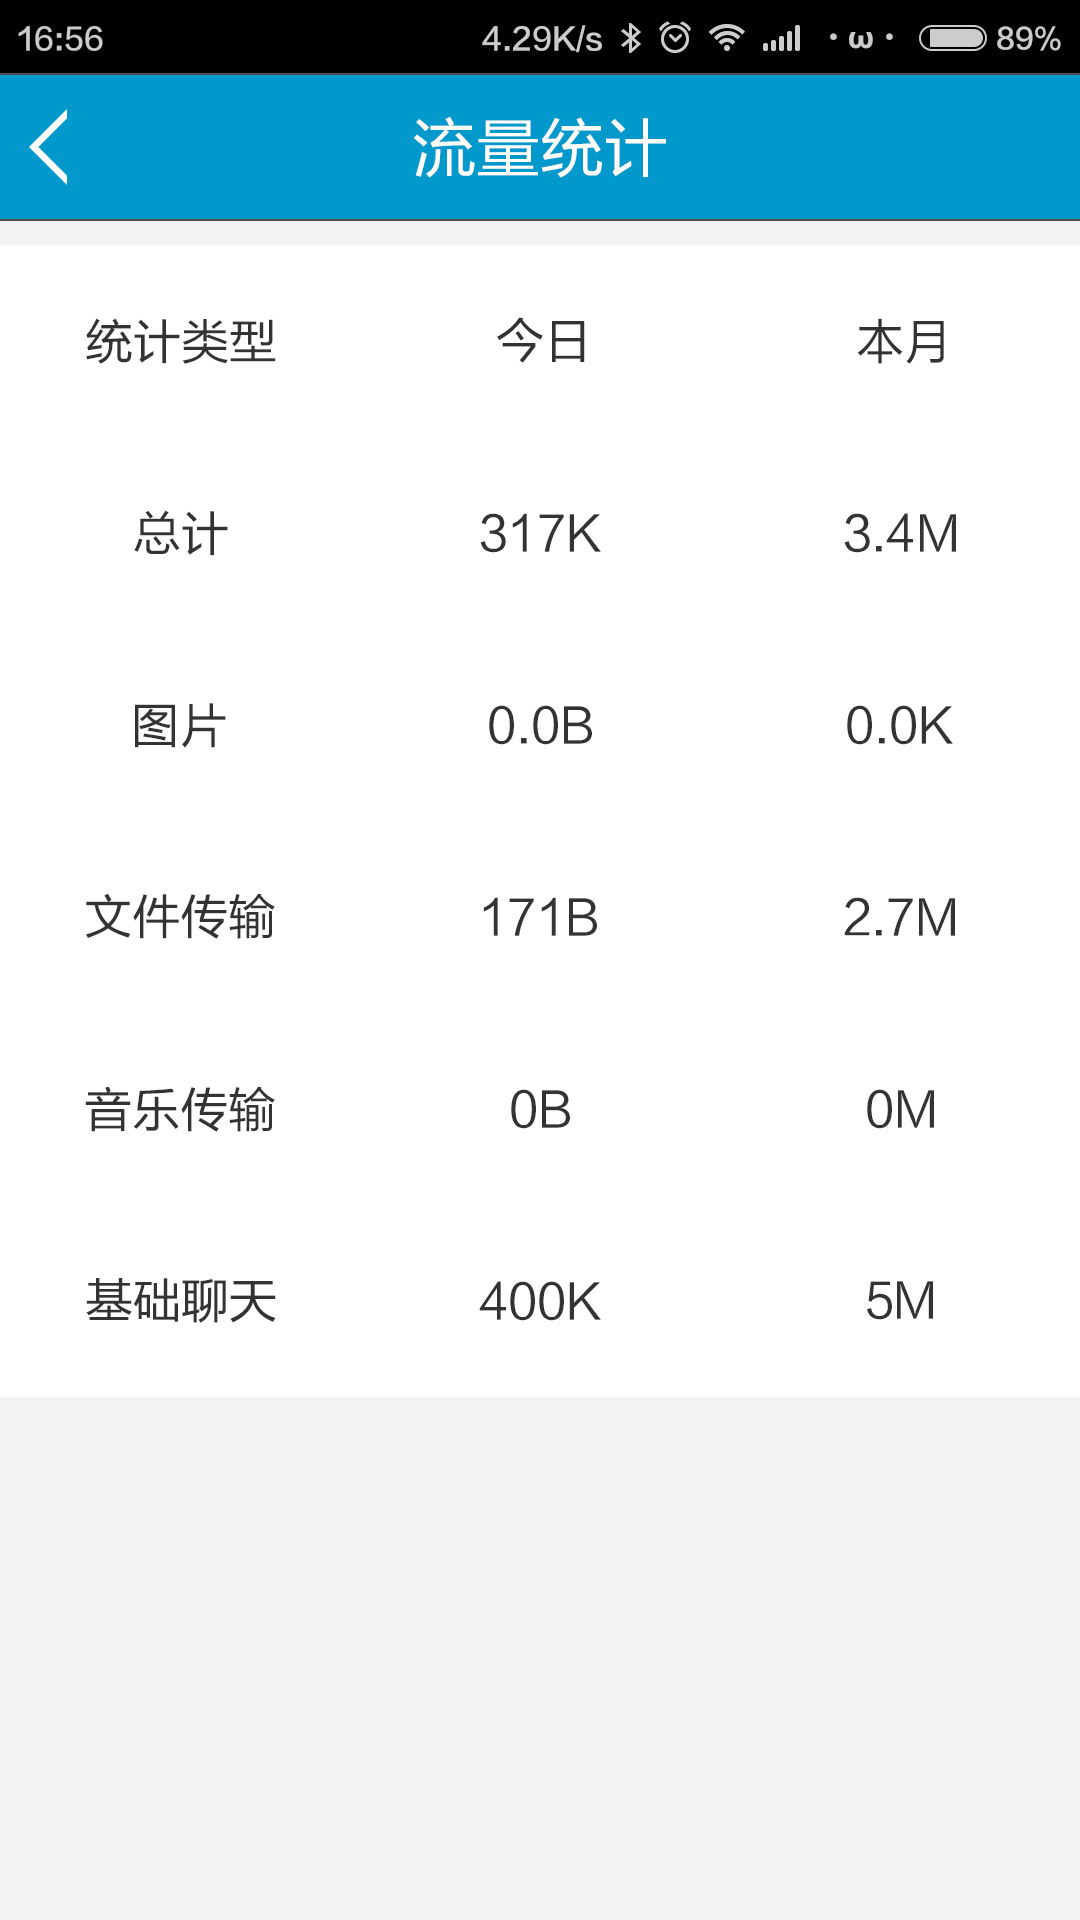 16:56 4.29K/s ·ω· 89%
流量统计
统计类型 今日 本月
总计 317K 3.4M
图片 0.0B 0.0K
文件传输 171B 2.7M
音乐传输 0B 0M
基础聊天 400K 5M